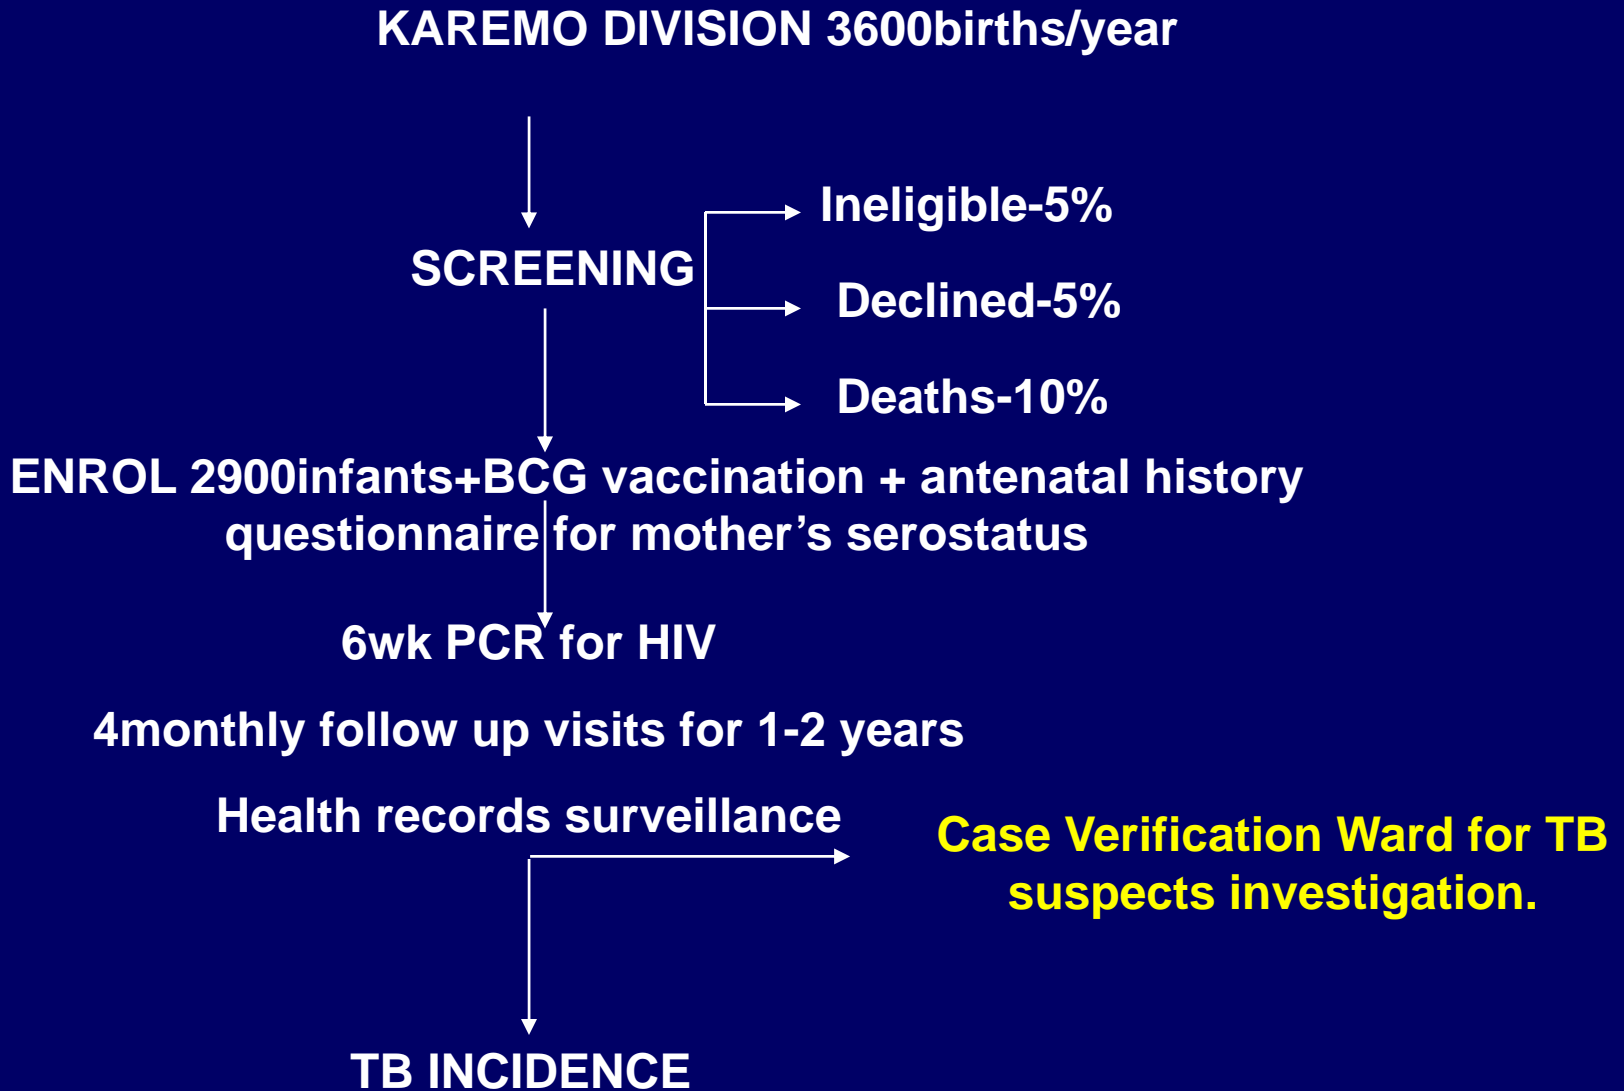 KAREMO DIVISION 3600births/year
Ineligible-5%
SCREENING
Declined-5%
Deaths-10%
ENROL 2900infants+BCG vaccination + antenatal history
questionnaire for mother’s serostatus
6wk PCR for HIV
4monthly follow up visits for 1-2 years
Health records surveillance
Case Verification Ward for TB
suspects investigation.
TB INCIDENCE